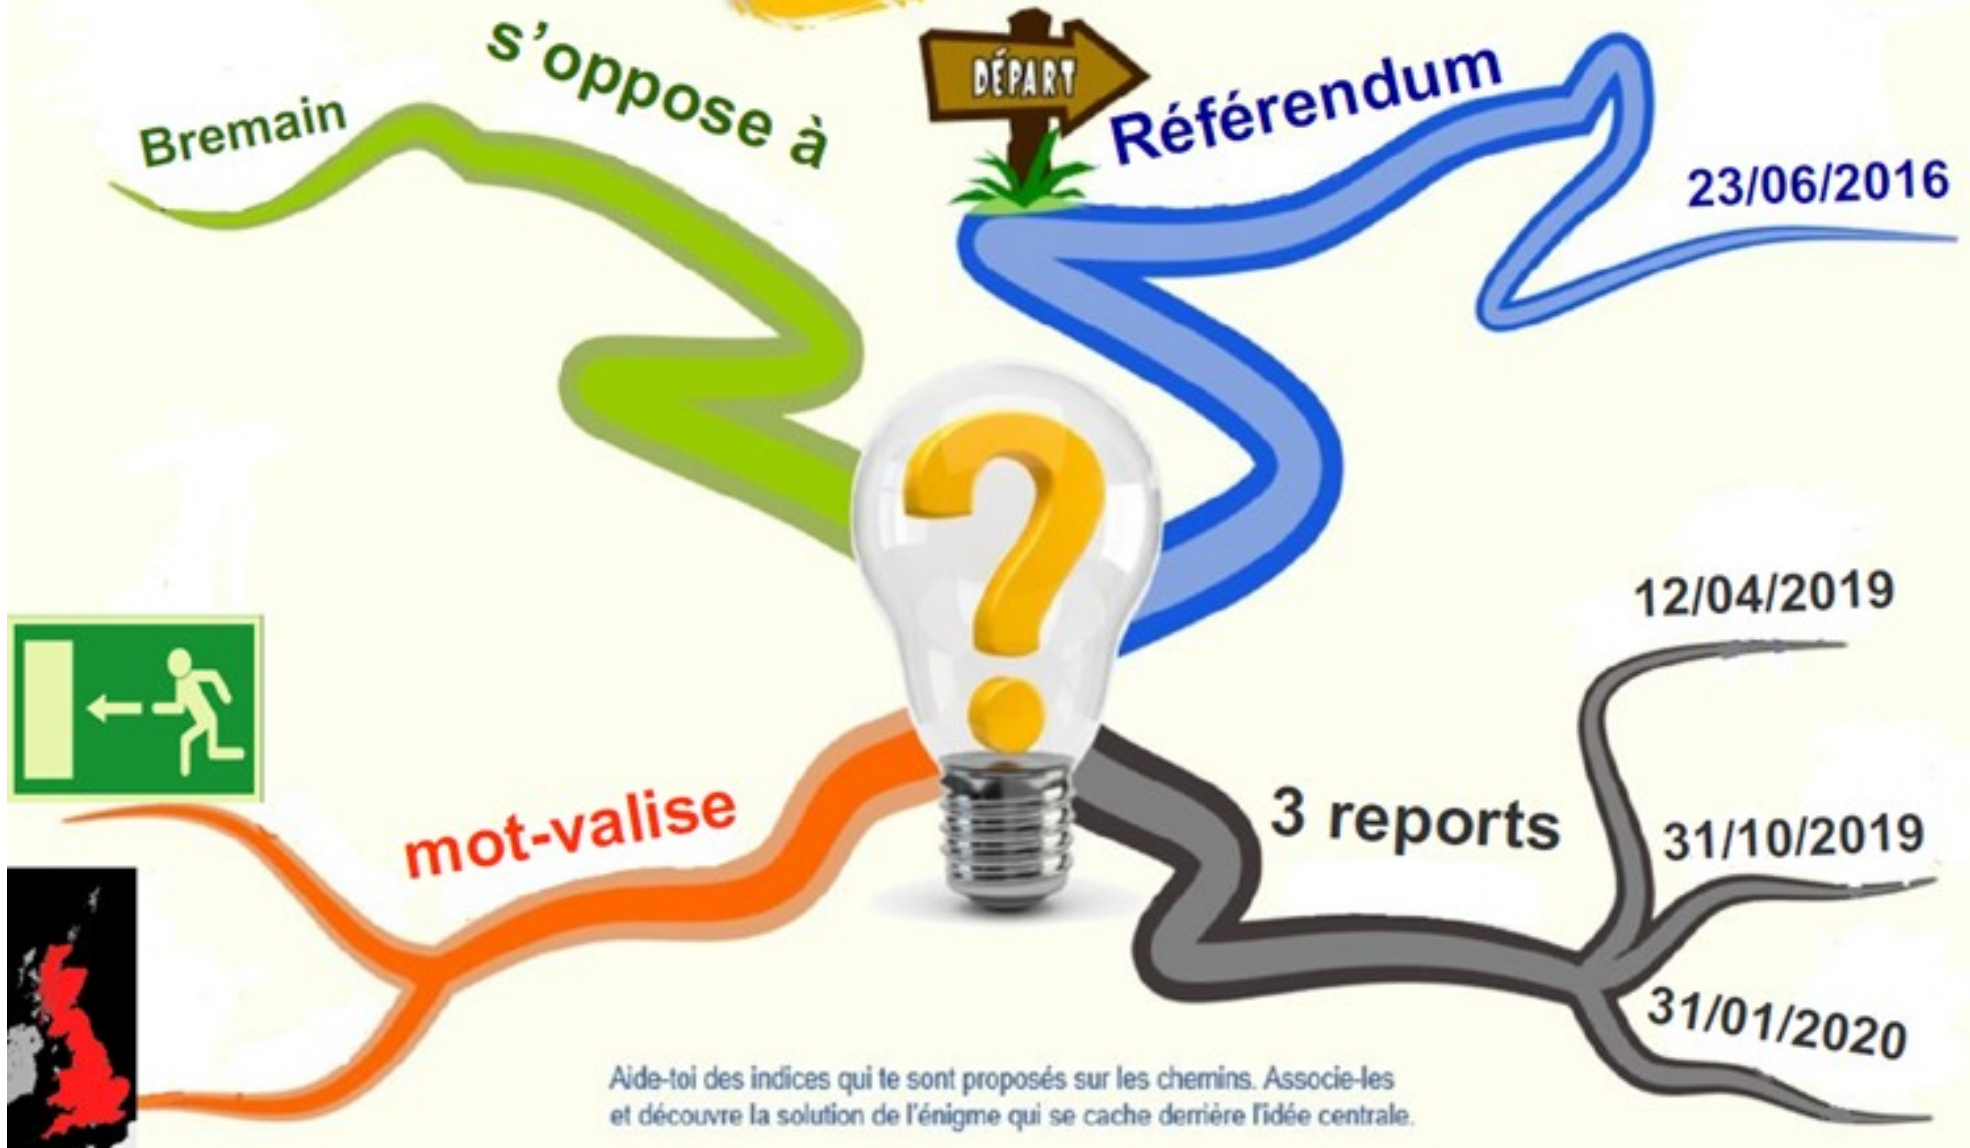 DÉPART
Référendum
23/06/2016
12/04/2019
3 reports
31/10/2019
31/01/2020
mot-valise
s'oppose à
Bremain
Aide-toi des indices qui te sont proposés sur les chemins. Associe-les
et découvre la solution de l'énigme qui se cache derrière l'idée centrale.